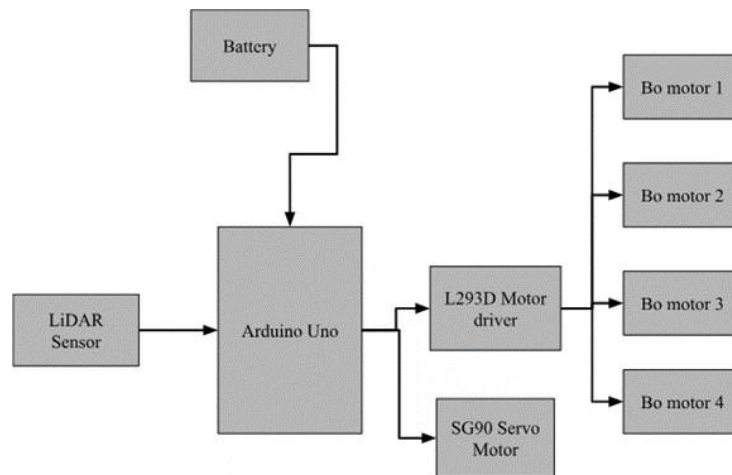 Battery
Bo motor 1
Bo motor 2
LiDAR
Sensor
Arduino Uno
L293D Motor
driver
Bo motor 3
SG90 Servo
Motor
Bo motor 4